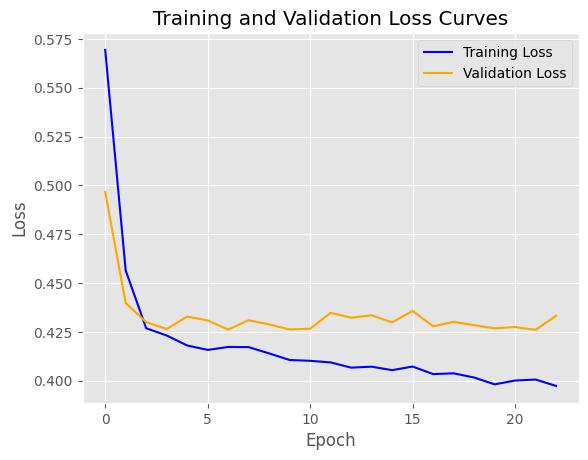 Training and Validation Loss Curves
Training Loss
Validation Loss
Loss
0.575
0.550
0.525
0.500
0.475
0.450
0.425
0.400
0
5
10
15
20
Epoch